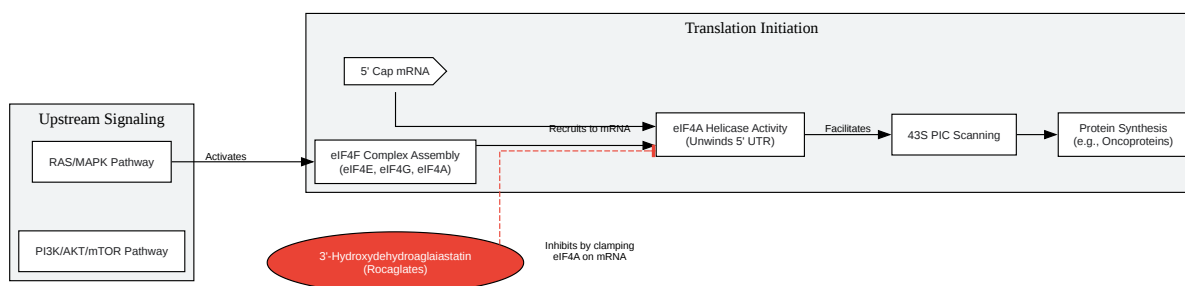 Translation Initiation
5' Cap mRNA
Upstream Signaling
RAS/MAPK Pathway
Activates
eIF4F Complex Assembly
(eIF4E, eIF4G, eIF4A)
Recruits to mRNA
eIF4A Helicase Activity
(Unwinds 5' UTR)
Facilitates
43S PIC Scanning
Protein Synthesis
(e.g., Oncoproteins)
PI3K/AKT/mTOR Pathway
3'-Hydroxydehydroaglaiastatin
(Rocaglates)
Inhibits by clamping
eIF4A on mRNA